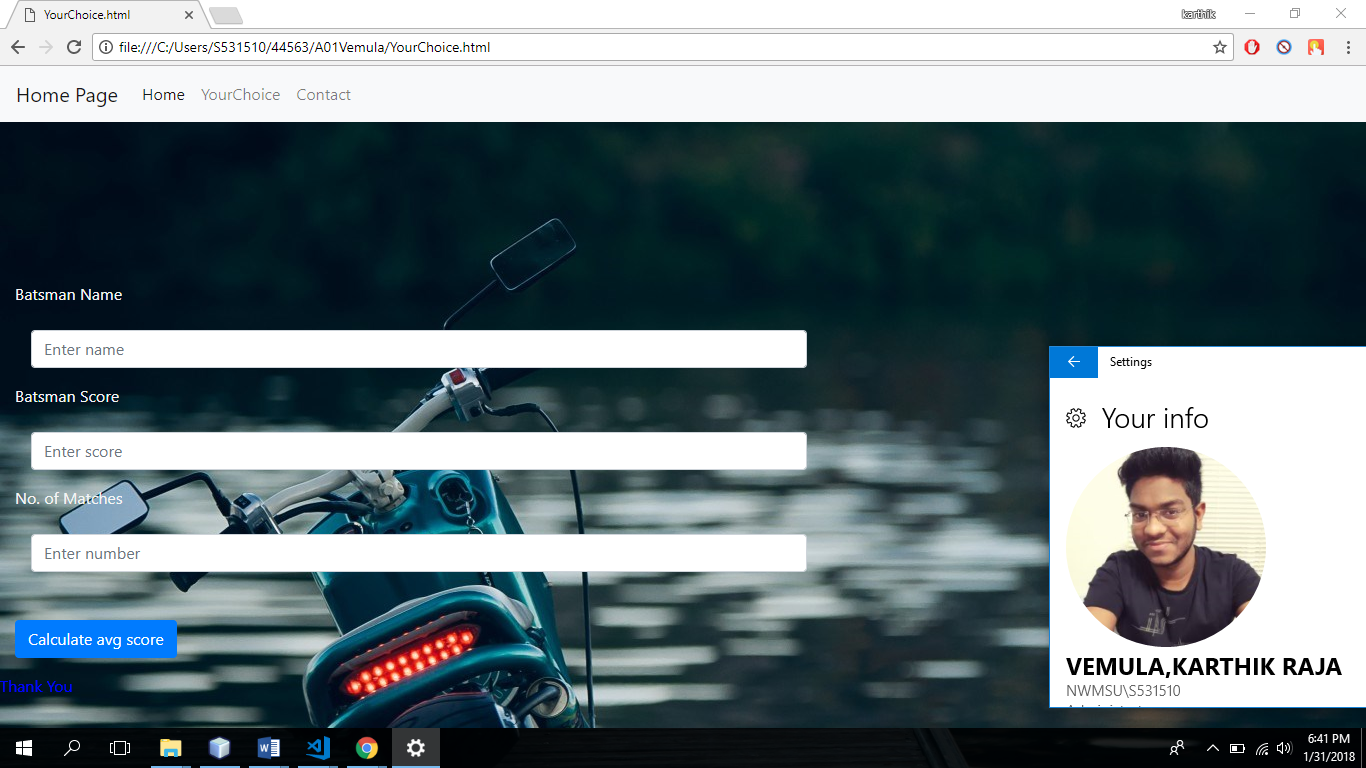 YourChoice.html
karthik
file:///C:/Users/S531510/44563/A01Vemula/YourChoice.html
Home Page Home YourChoice Contact
Batsman Name
Enter name
Batsman Score
Enter score
No. of Matches
Enter number
Calculate avg score
Thank You
Settings
Your info
VEMULA,KARTHIK RAJA
NWMSU\S531510
6:41 PM
1/31/2018